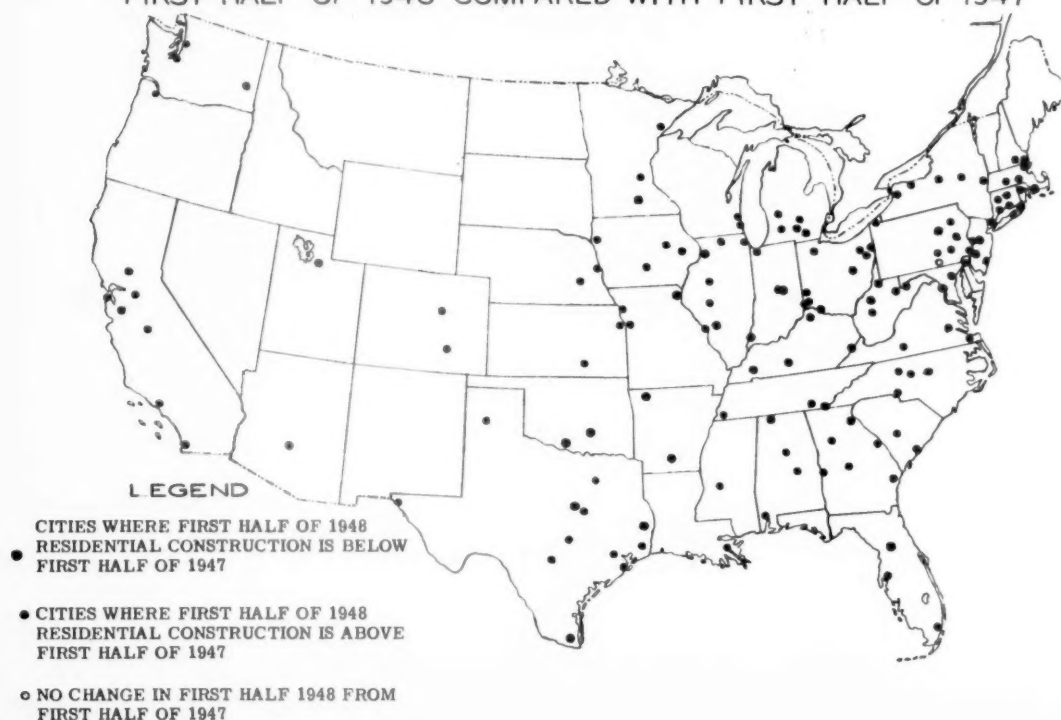 FIRST HALF OF 1948 COMPARED WITH FIRST HALF OF 1947
LEGEND
CITIES WHERE FIRST HALF OF 1948
RESIDENTIAL CONSTRUCTION IS BELOW
FIRST HALF OF 1947
CITIES WHERE FIRST HALF OF 1948
RESIDENTIAL CONSTRUCTION IS ABOVE
FIRST HALF OF 1947
NO CHANGE IN FIRST HALF 1948 FROM
FIRST HALF OF 1947